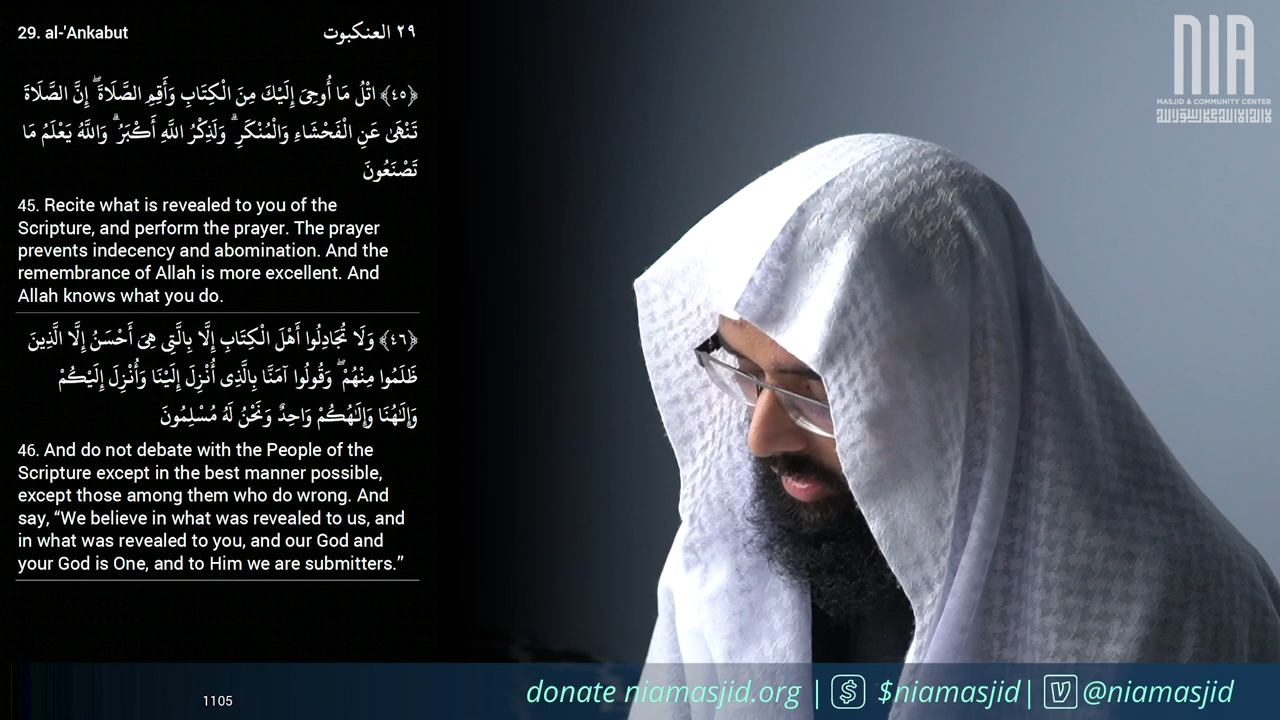 29. al-'Ankabut
٢٩ العنكبوت
﴿٤٥﴾ اتْلُ مَا أُوحِيَ إِلَيْكَ مِنَ الْكِتَابِ وَأَقِمِ الصَّلَاةَ ۖ إِنَّ الصَّلَاةَ
تَنْهَىٰ عَنِ الْفَحْشَاءِ وَالْمُنْكَرِ ۗ وَلَذِكْرُ اللَّهِ أَكْبَرُ ۗ وَاللَّهُ يَعْلَمُ مَا
تَصْنَعُونَ
45. Recite what is revealed to you of the
Scripture, and perform the prayer. The prayer
prevents indecency and abomination. And the
remembrance of Allah is more excellent. And
Allah knows what you do.
﴿٤٦﴾ وَلَا تُجَادِلُوا أَهْلَ الْكِتَابِ إِلَّا بِالَّتِي هِيَ أَحْسَنُ إِلَّا الَّذِينَ
ظَلَمُوا مِنْهُمْ ۖ وَقُولُوا آمَنَّا بِالَّذِي أُنْزِلَ إِلَيْنَا وَأُنْزِلَ إِلَيْكُمْ
وَإِلَٰهُنَا وَإِلَٰهُكُمْ وَاحِدٌ وَنَحْنُ لَهُ مُسْلِمُونَ
46. And do not debate with the People of the
Scripture except in the best manner possible,
except those among them who do wrong. And
say, “We believe in what was revealed to us, and
in what was revealed to you, and our God and
your God is One, and to Him we are submitters.”
NIA
MASJID & COMMUNITY CENTER
1105
donate niamasjid.org | $ $niamasjid | V @niamasjid